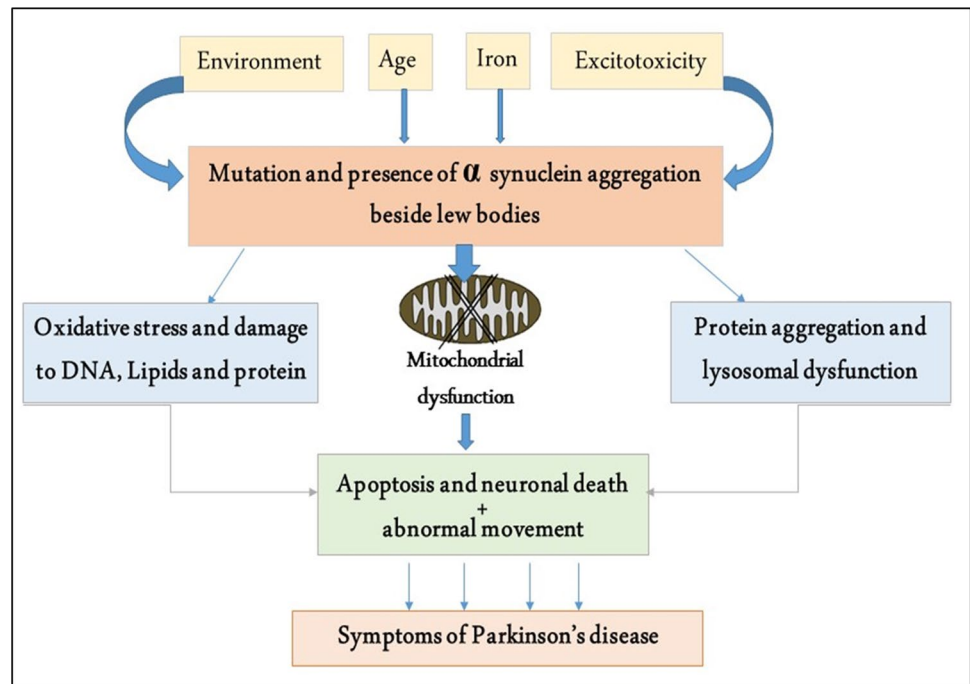 Environment
Age
Iron
Excitotoxicity
Mutation and presence of α synuclein aggregation
beside lew bodies
Oxidative stress and damage
to DNA, Lipids and protein
Mitochondrial
dysfunction
Protein aggregation and
lysosomal dysfunction
Apoptosis and neuronal death
+
abnormal movement
Symptoms of Parkinson's disease